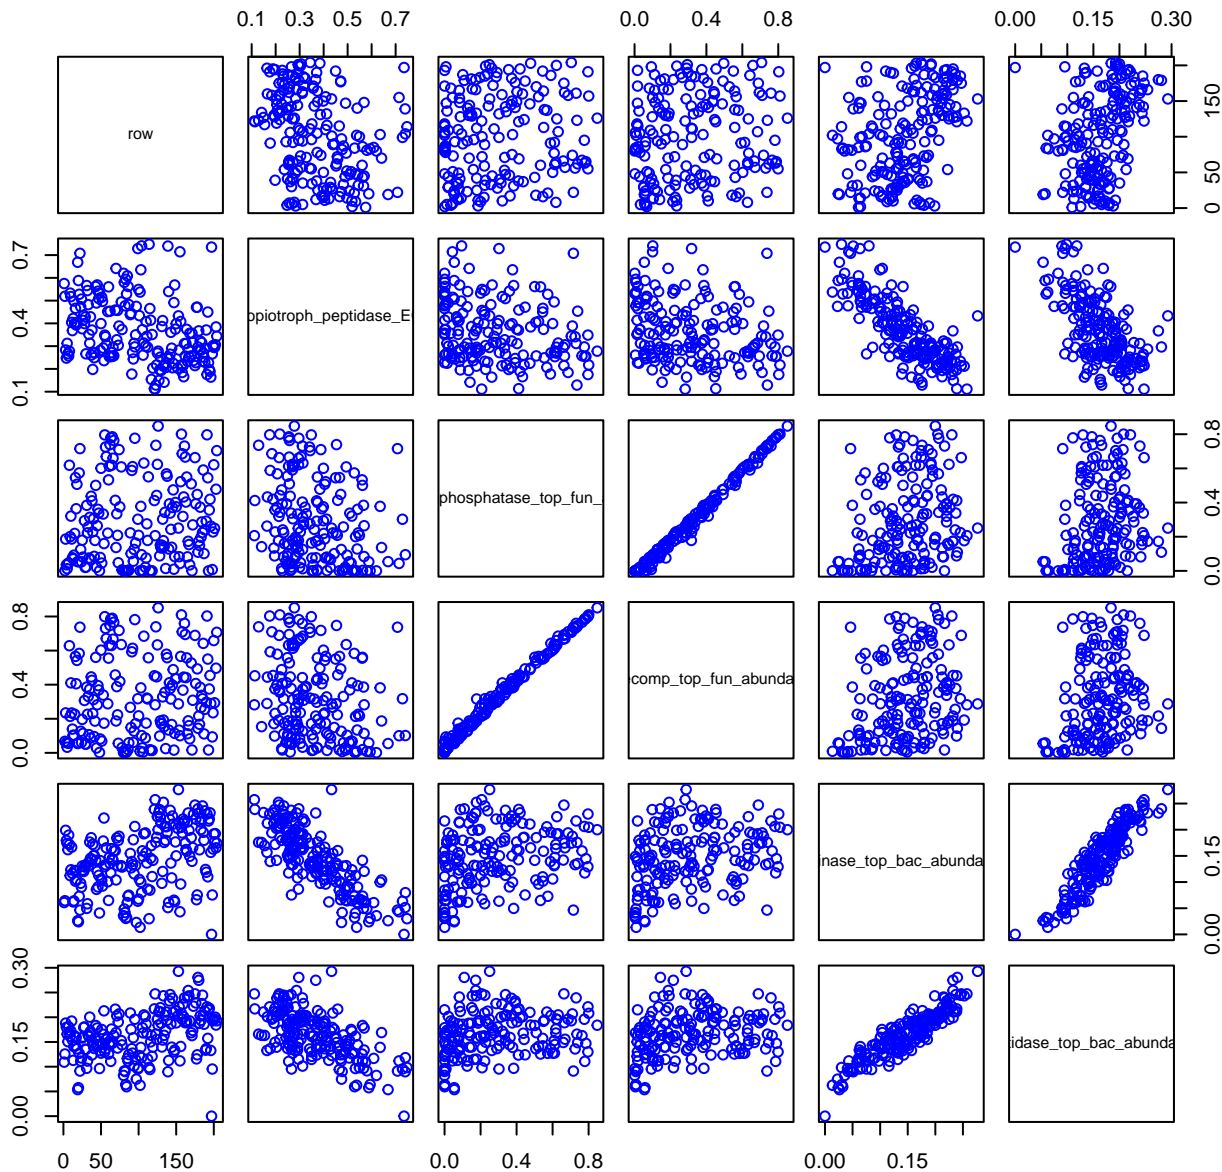 0.1 0.3 0.5 0.7 0.0 0.4 0.8 0.00 0.15 0.30
row
0 50 150
0.1 0.4 0.7
opiotroph_peptidase_E
phosphatase_top_fun_
0.0 0.4 0.8
0.0 0.4 0.8
comp_top_fun_abunda
nase_top_bac_abunda
0.00 0.15
0.00 0.15 0.30
idase_top_bac_abunda
0 50 150 0.0 0.4 0.8 0.00 0.15